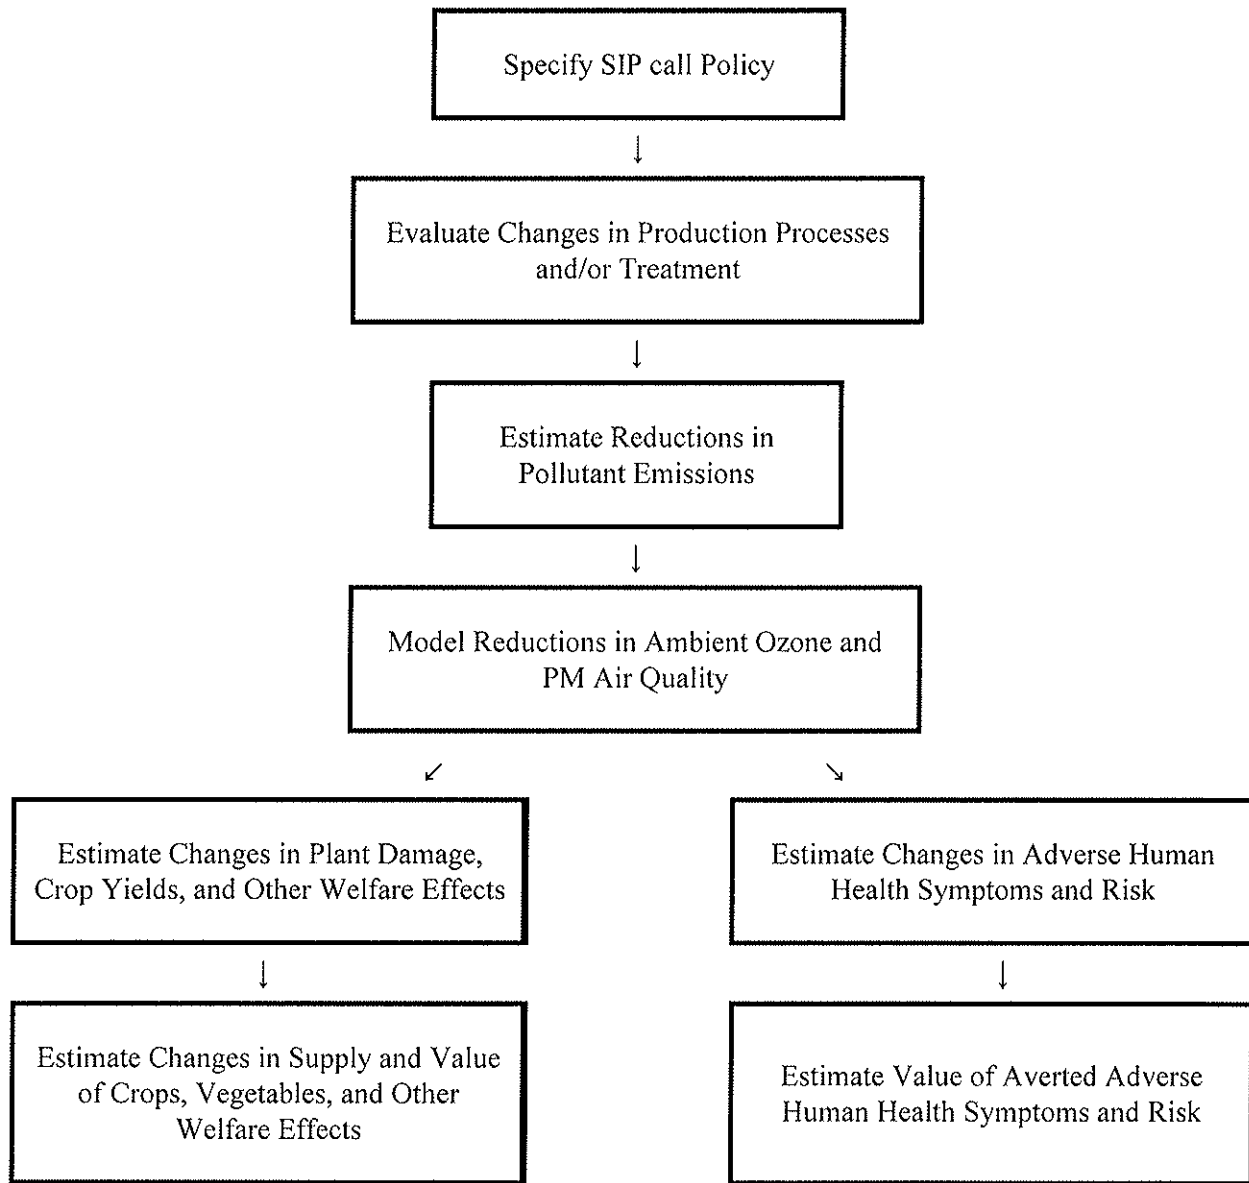 Specify SIP call Policy
↓
Evaluate Changes in Production Processes
and/or Treatment
↓
Estimate Reductions in
Pollutant Emissions
↓
Model Reductions in Ambient Ozone and
PM Air Quality
↙ ↘
Estimate Changes in Plant Damage,
Crop Yields, and Other Welfare Effects
↓
Estimate Changes in Supply and Value
of Crops, Vegetables, and Other
Welfare Effects
Estimate Changes in Adverse Human
Health Symptoms and Risk
↓
Estimate Value of Averted Adverse
Human Health Symptoms and Risk